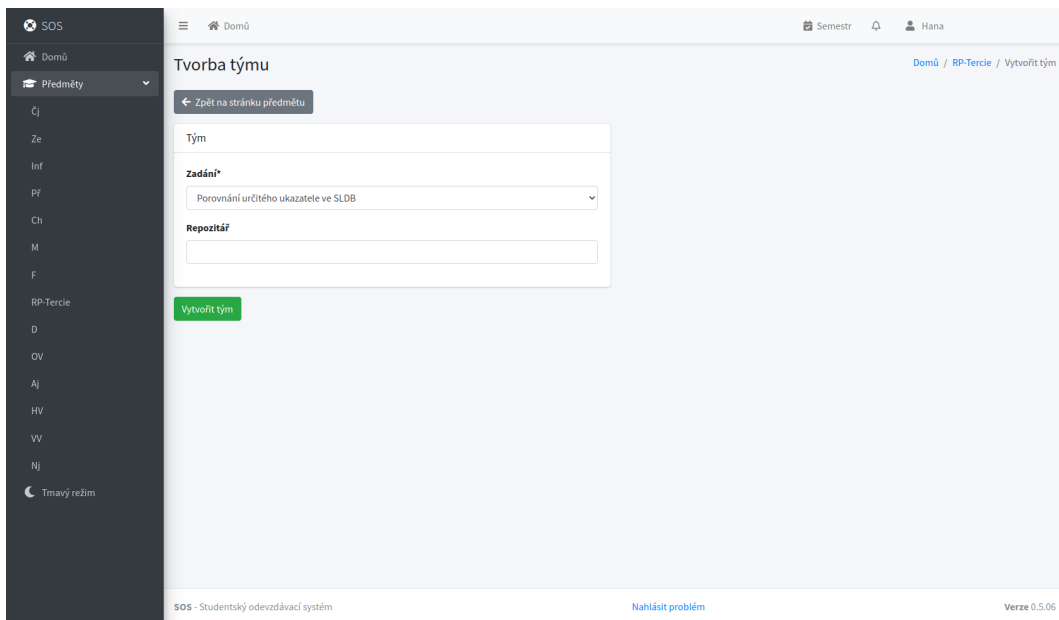 SOS
Domů
Předměty
Čj
Ze
Inf
Př
Ch
M
F
RP-Tercie
D
OV
Aj
HV
VV
Nj
Tmavý režim
Domů
Semestr
Hana
Tvorba týmu
Domů / RP-Tercie / Vytvořit tým
Zpět na stránku předmětu
Tým
Zadání*
Porovnání určitého ukazatele ve SLDB
Repozitář
Vytvořit tým
SOS - Studentský odevzdávací systém
Nahlásit problém
Verze 0.5.06